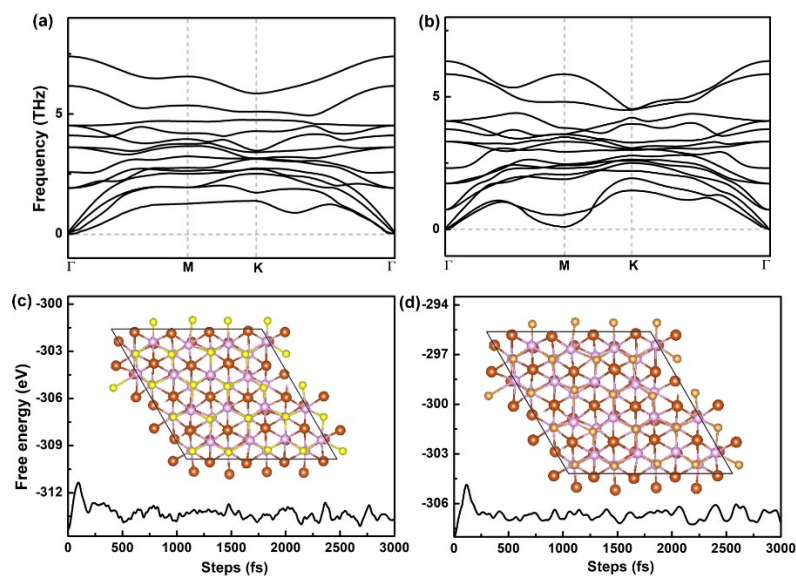 (a)
(b)
Frequency (THz)
5
0
5
0
Γ
M
K
Γ
Γ
M
K
Γ
(c)
(d)
Free energy (eV)
-300
-303
-306
-309
-312
-294
-297
-300
-303
-306
0
500
1000
1500
2000
2500
3000
0
500
1000
1500
2000
2500
3000
Steps (fs)
Steps (fs)